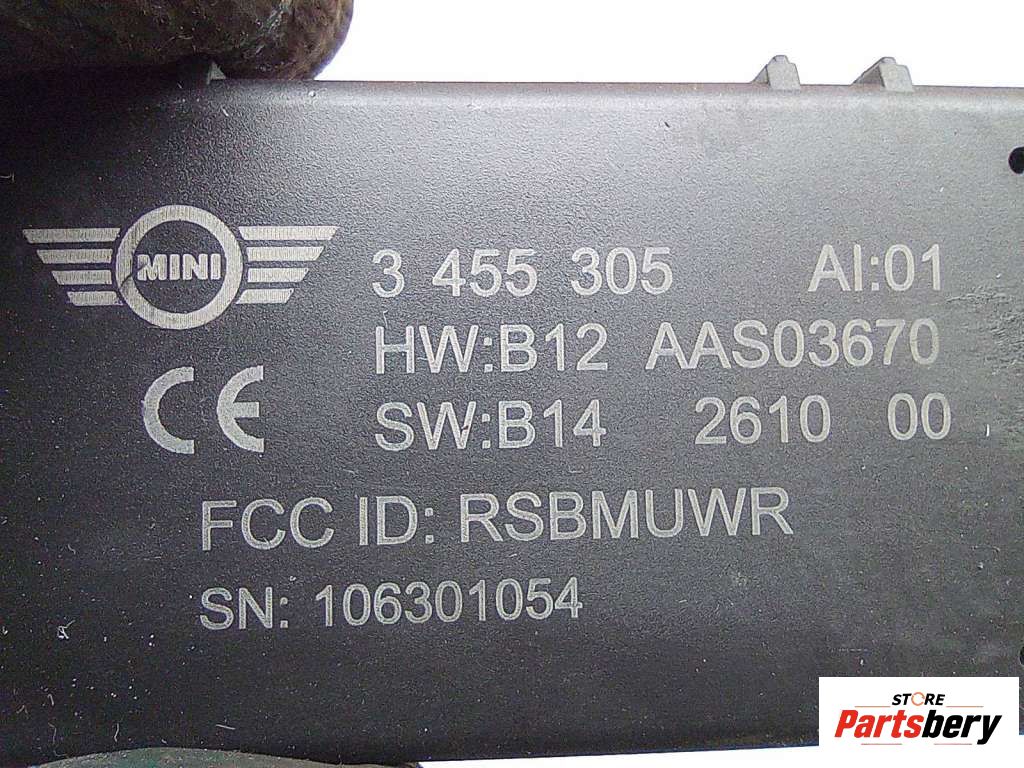 MINI
3 455 305 AI:01
HW:B12 AAS03670
SW:B14 2610 00
CE
FCC ID: RSBMUWR
SN: 106301054
STORE
Partsbery